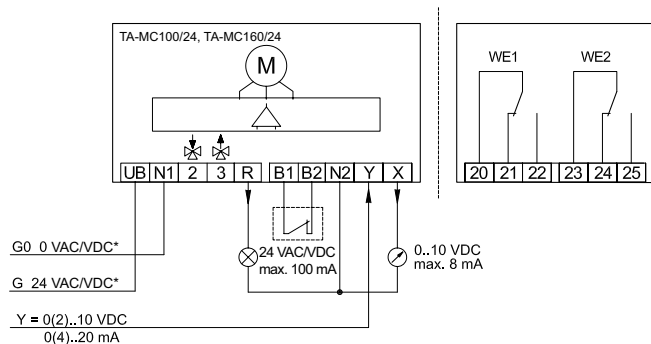 TA-MC100/24, TA-MC160/24
M
WE1 WE2
UB N1 2 3 R B1 B2 N2 Y X
20 21 22 23 24 25
G0 0 VAC/VDC*
24 VAC/VDC
max. 100 mA
0..10 VDC
max. 8 mA
G 24 VAC/VDC*
Y = 0(2)..10 VDC
0(4)..20 mA